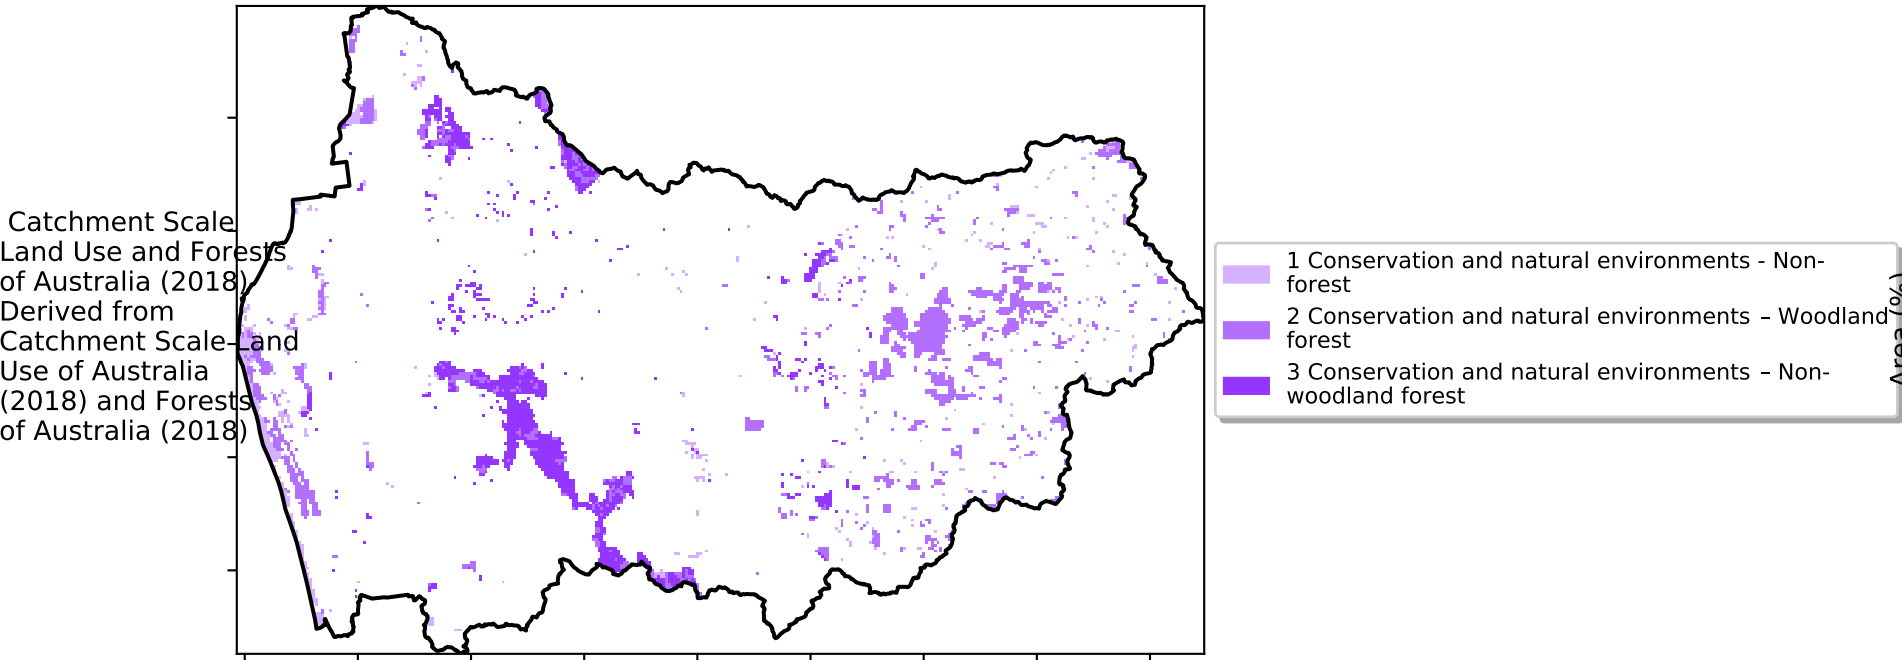 Catchment Scale
Land Use and Forests
of Australia (2018)
Derived from
Catchment Scale Land
Use of Australia
(2018) and Forests
of Australia (2018)
1 Conservation and natural environments - Non-
forest
2 Conservation and natural environments – Woodland
forest
3 Conservation and natural environments – Non-
woodland forest
Area (%)